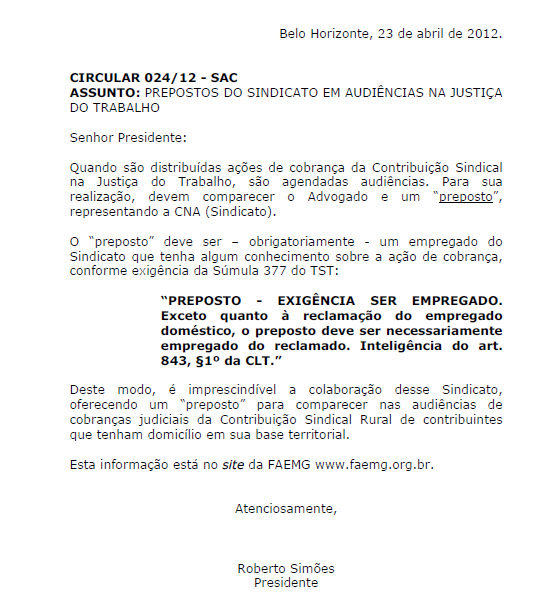 Belo Horizonte, 23 de abril de 2012.
CIRCULAR 024/12 - SAC
ASSUNTO: PREPOSTOS DO SINDICATO EM AUDIÊNCIAS NA JUSTIÇA
DO TRABALHO
Senhor Presidente:
Quando são distribuídas ações de cobrança da Contribuição Sindical
na Justiça do Trabalho, são agendadas audiências. Para sua
realização, devem comparecer o Advogado e um “preposto”,
representando a CNA (Sindicato).
O “preposto” deve ser – obrigatoriamente - um empregado do
Sindicato que tenha algum conhecimento sobre a ação de cobrança,
conforme exigência da Súmula 377 do TST:
“PREPOSTO - EXIGÊNCIA SER EMPREGADO.
Exceto quanto à reclamação do empregado
doméstico, o preposto deve ser necessariamente
empregado do reclamado. Inteligência do art.
843, §1º da CLT.”
Deste modo, é imprescindível a colaboração desse Sindicato,
oferecendo um “preposto” para comparecer nas audiências de
cobranças judiciais da Contribuição Sindical Rural de contribuintes
que tenham domicílio em sua base territorial.
Esta informação está no site da FAEMG www.faemg.org.br.
Atenciosamente,
Roberto Simões
Presidente